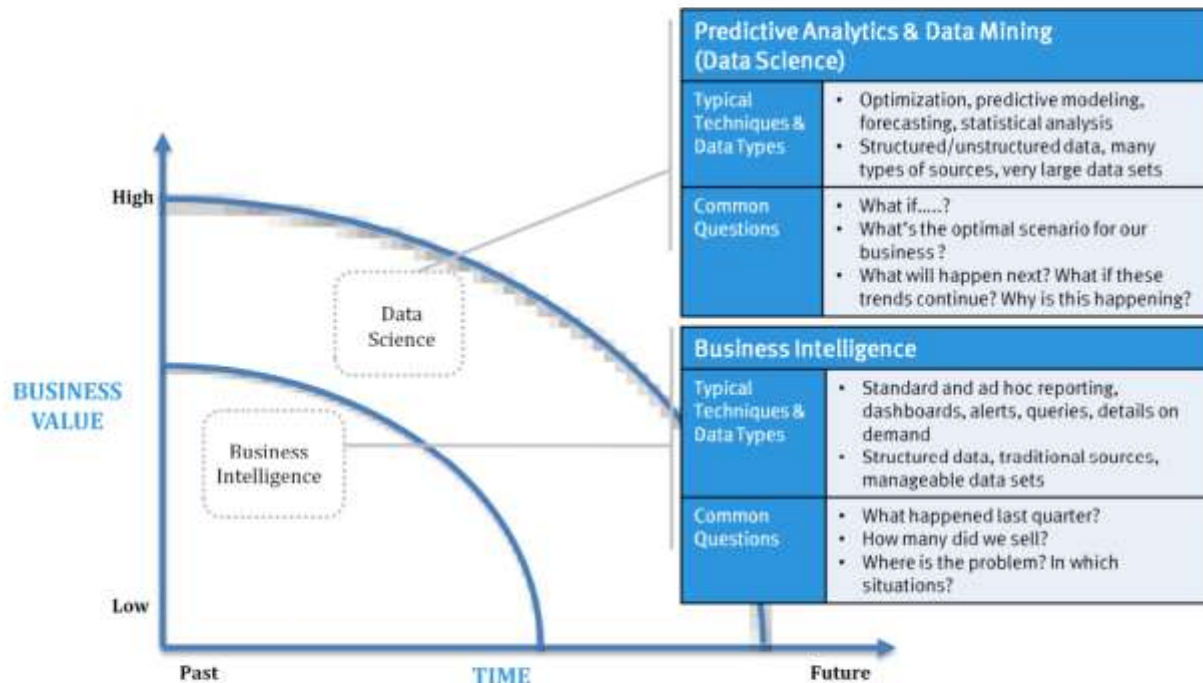 High
BUSINESS
VALUE
Low
Past
TIME
Future
Data
Science
Business
Intelligence
Predictive Analytics & Data Mining
(Data Science)
Typical
Techniques &
Data Types
• Optimization, predictive modeling,
forecasting, statistical analysis
• Structured/unstructured data, many
types of sources, very large data sets
Common
Questions
• What if.....?
• What's the optimal scenario for our
business ?
• What will happen next? What if these
trends continue? Why is this happening?
Business Intelligence
Typical
Techniques &
Data Types
• Standard and ad hoc reporting,
dashboards, alerts, queries, details on
demand
• Structured data, traditional sources,
manageable data sets
Common
Questions
• What happened last quarter?
• How many did we sell?
• Where is the problem? In which
situations?